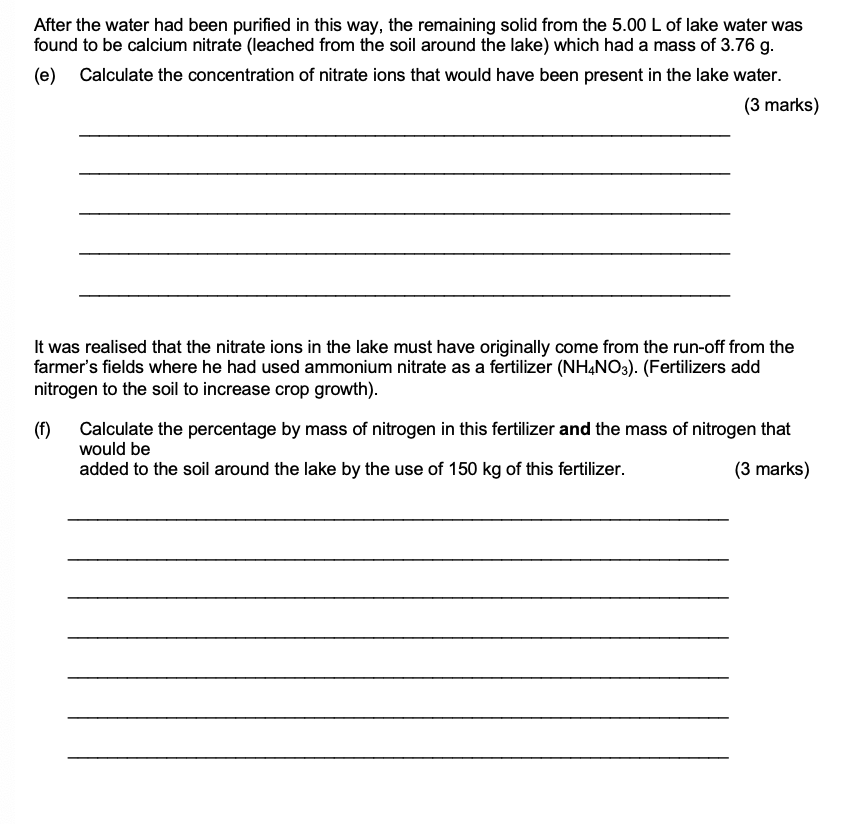 After the water had been purified in this way, the remaining solid from the 5.00 L of lake water was
found to be calcium nitrate (leached from the soil around the lake) which had a mass of 3.76 g.
(e) Calculate the concentration of nitrate ions that would have been present in the lake water.
(3 marks)
It was realised that the nitrate ions in the lake must have originally come from the run-off from the
farmer's fields where he had used ammonium nitrate as a fertilizer (NH₄NO₃). (Fertilizers add
nitrogen to the soil to increase crop growth).
(f) Calculate the percentage by mass of nitrogen in this fertilizer and the mass of nitrogen that
would be
added to the soil around the lake by the use of 150 kg of this fertilizer. (3 marks)